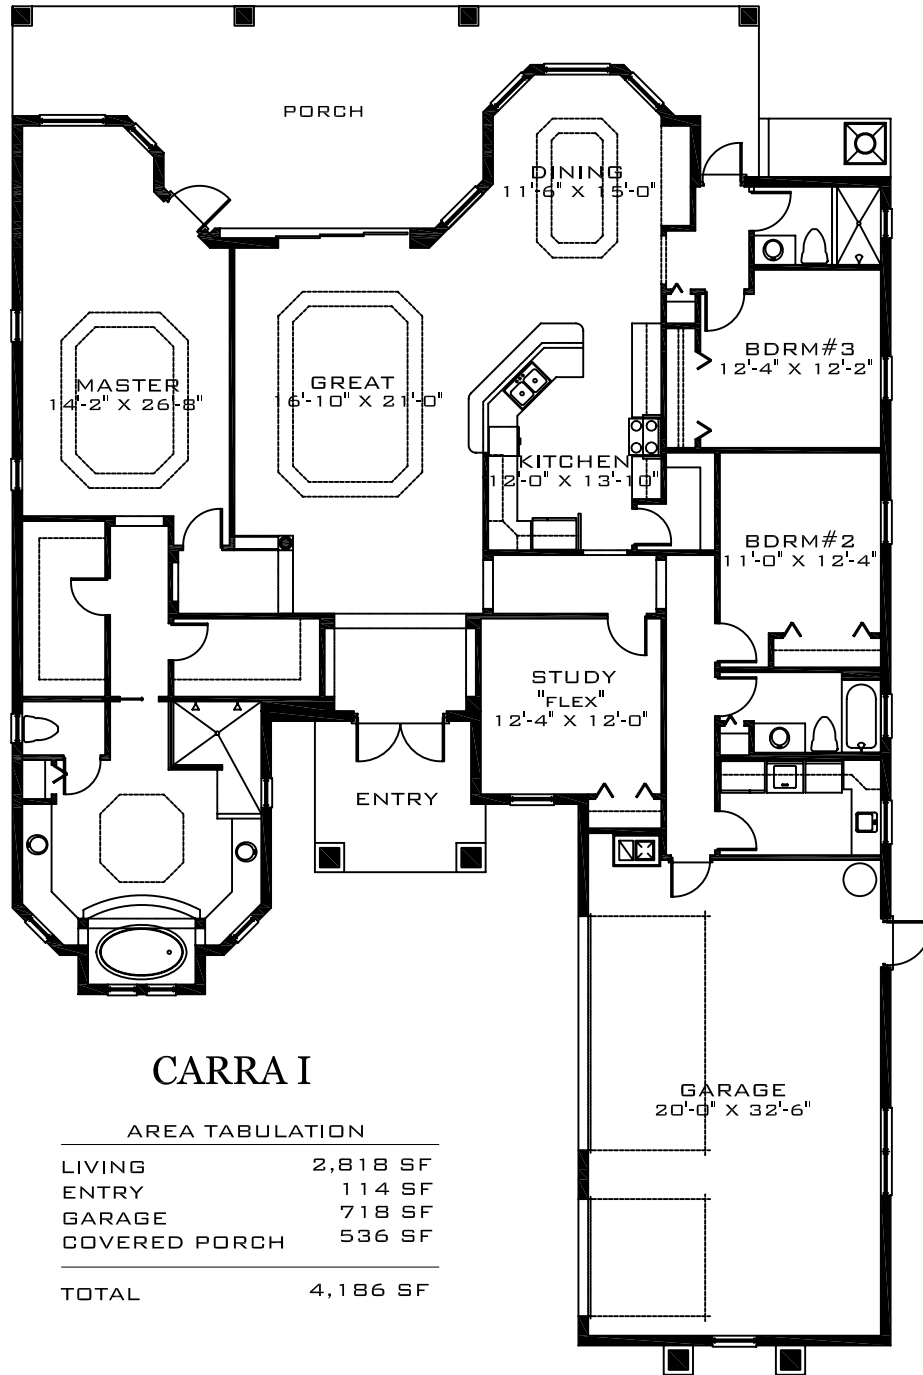 PORCH
DINING
11'-6" X 15'-0"
BDRM#3
12'-4" X 12'-2"
MASTER
14'-2" X 26'-8"
GREAT
16'-10" X 21'-0"
KITCHEN
12'-0" X 13'-10"
BDRM#2
11'-0" X 12'-4"
STUDY
"FLEX"
12'-4" X 12'-0"
ENTRY
GARAGE
20'-0" X 32'-6"
CARRA I
AREA TABULATION
LIVING 2,818 SF
ENTRY 114 SF
GARAGE 718 SF
COVERED PORCH 536 SF
TOTAL 4,186 SF